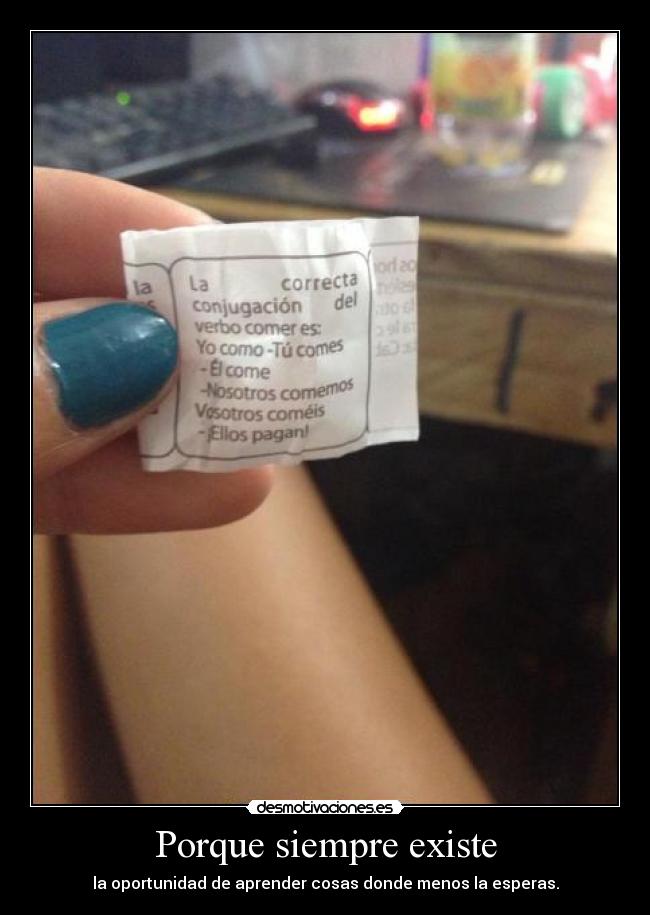 la
La correcta
conjugación del
verbo comer es:
Yo como -Tú comes
- Él come
-Nosotros comemos
Vosotros coméis
- ¡Ellos pagan!
desmotivaciones.es
Porque siempre existe
la oportunidad de aprender cosas donde menos la esperas.